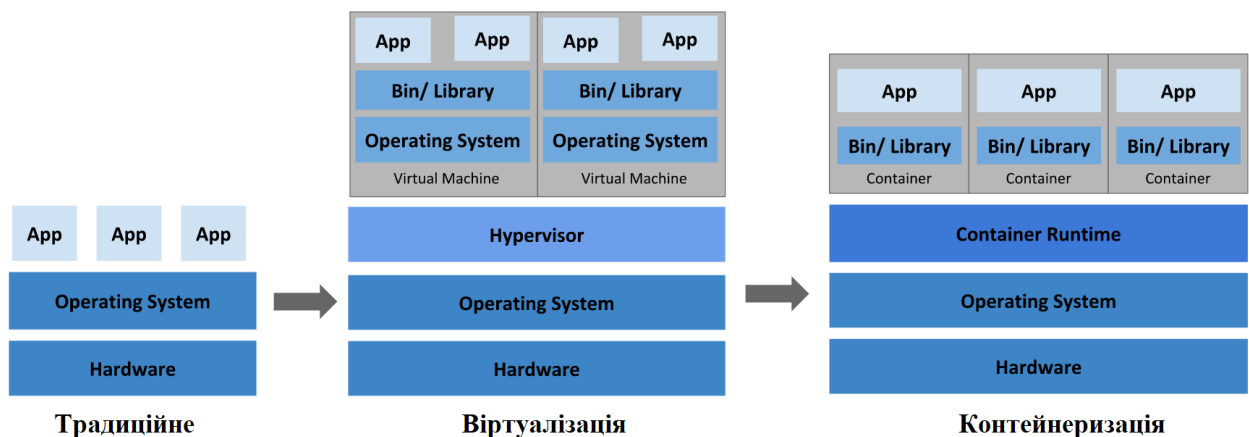 App App App
Operating System
Hardware
Традиційне
App App App App
Bin/ Library Bin/ Library
Operating System Operating System
Virtual Machine Virtual Machine
Hypervisor
Operating System
Hardware
Віртуалізація
App App App
Bin/ Library Bin/ Library Bin/ Library
Container Container Container
Container Runtime
Operating System
Hardware
Контейнеризація